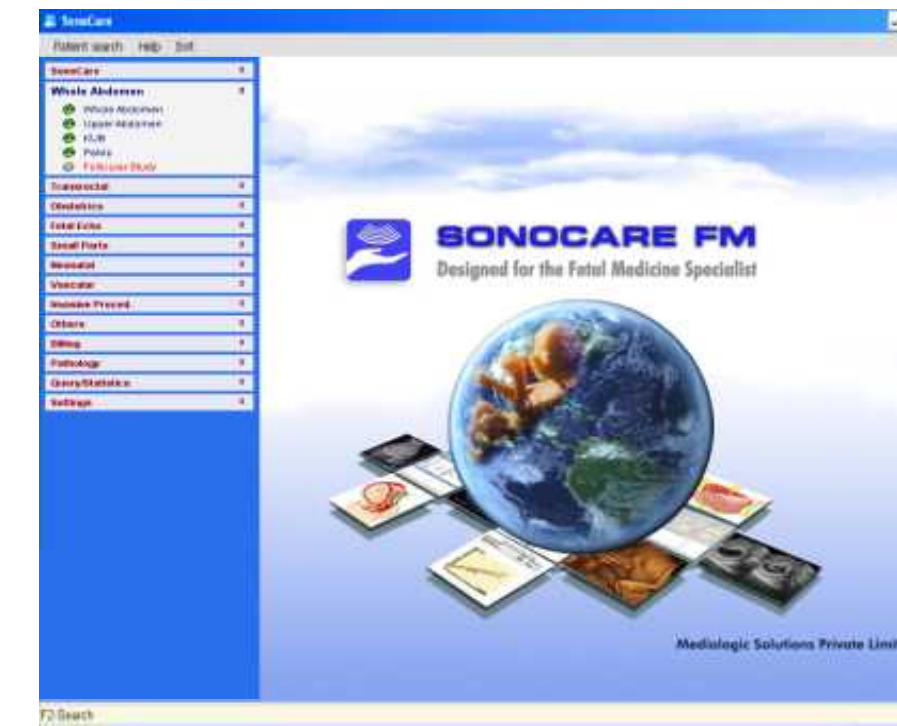 SonoCare
Patient search Help Exit
SonoCare
Whole Abdomen
Whole Abdomen
Upper Abdomen
KUB
Pelvis
Follicular Study
Transrectal
Obstetrics
Fetal Echo
Small Parts
Neonatal
Vascular
Invasive Proced
Others
Billing
Pathology
Query/Statistics
Settings
SONOCARE FM
Designed for the Fetal Medicine Specialist
Mediologic Solutions Private Limi
F2-Search